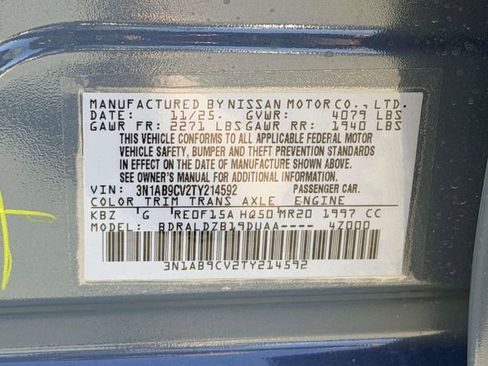 MANUFACTURED BY NISSAN MOTOR CO., LTD.
DATE: 11/25. GVWR: 4079 LBS
GAWR FR: 2271 LBS GAWR RR: 1940 LBS
THIS VEHICLE CONFORMS TO ALL APPLICABLE FEDERAL MOTOR
VEHICLE SAFETY, BUMPER AND THEFT PREVENTION STANDARDS
IN EFFECT ON THE DATE OF MANUFACTURE SHOWN ABOVE.
SEE OWNER'S MANUAL FOR ADDITIONAL INFORMATION
VIN: 3N1AB9CV2TY214592 PASSENGER CAR.
COLOR TRIM TRANS AXLE ENGINE
KBZ G RE0F15A HQ50 MR20 1997 CC
MODEL: BDRALDZB19DUAA---- 4Z000
3N1AB9CV2TY214592